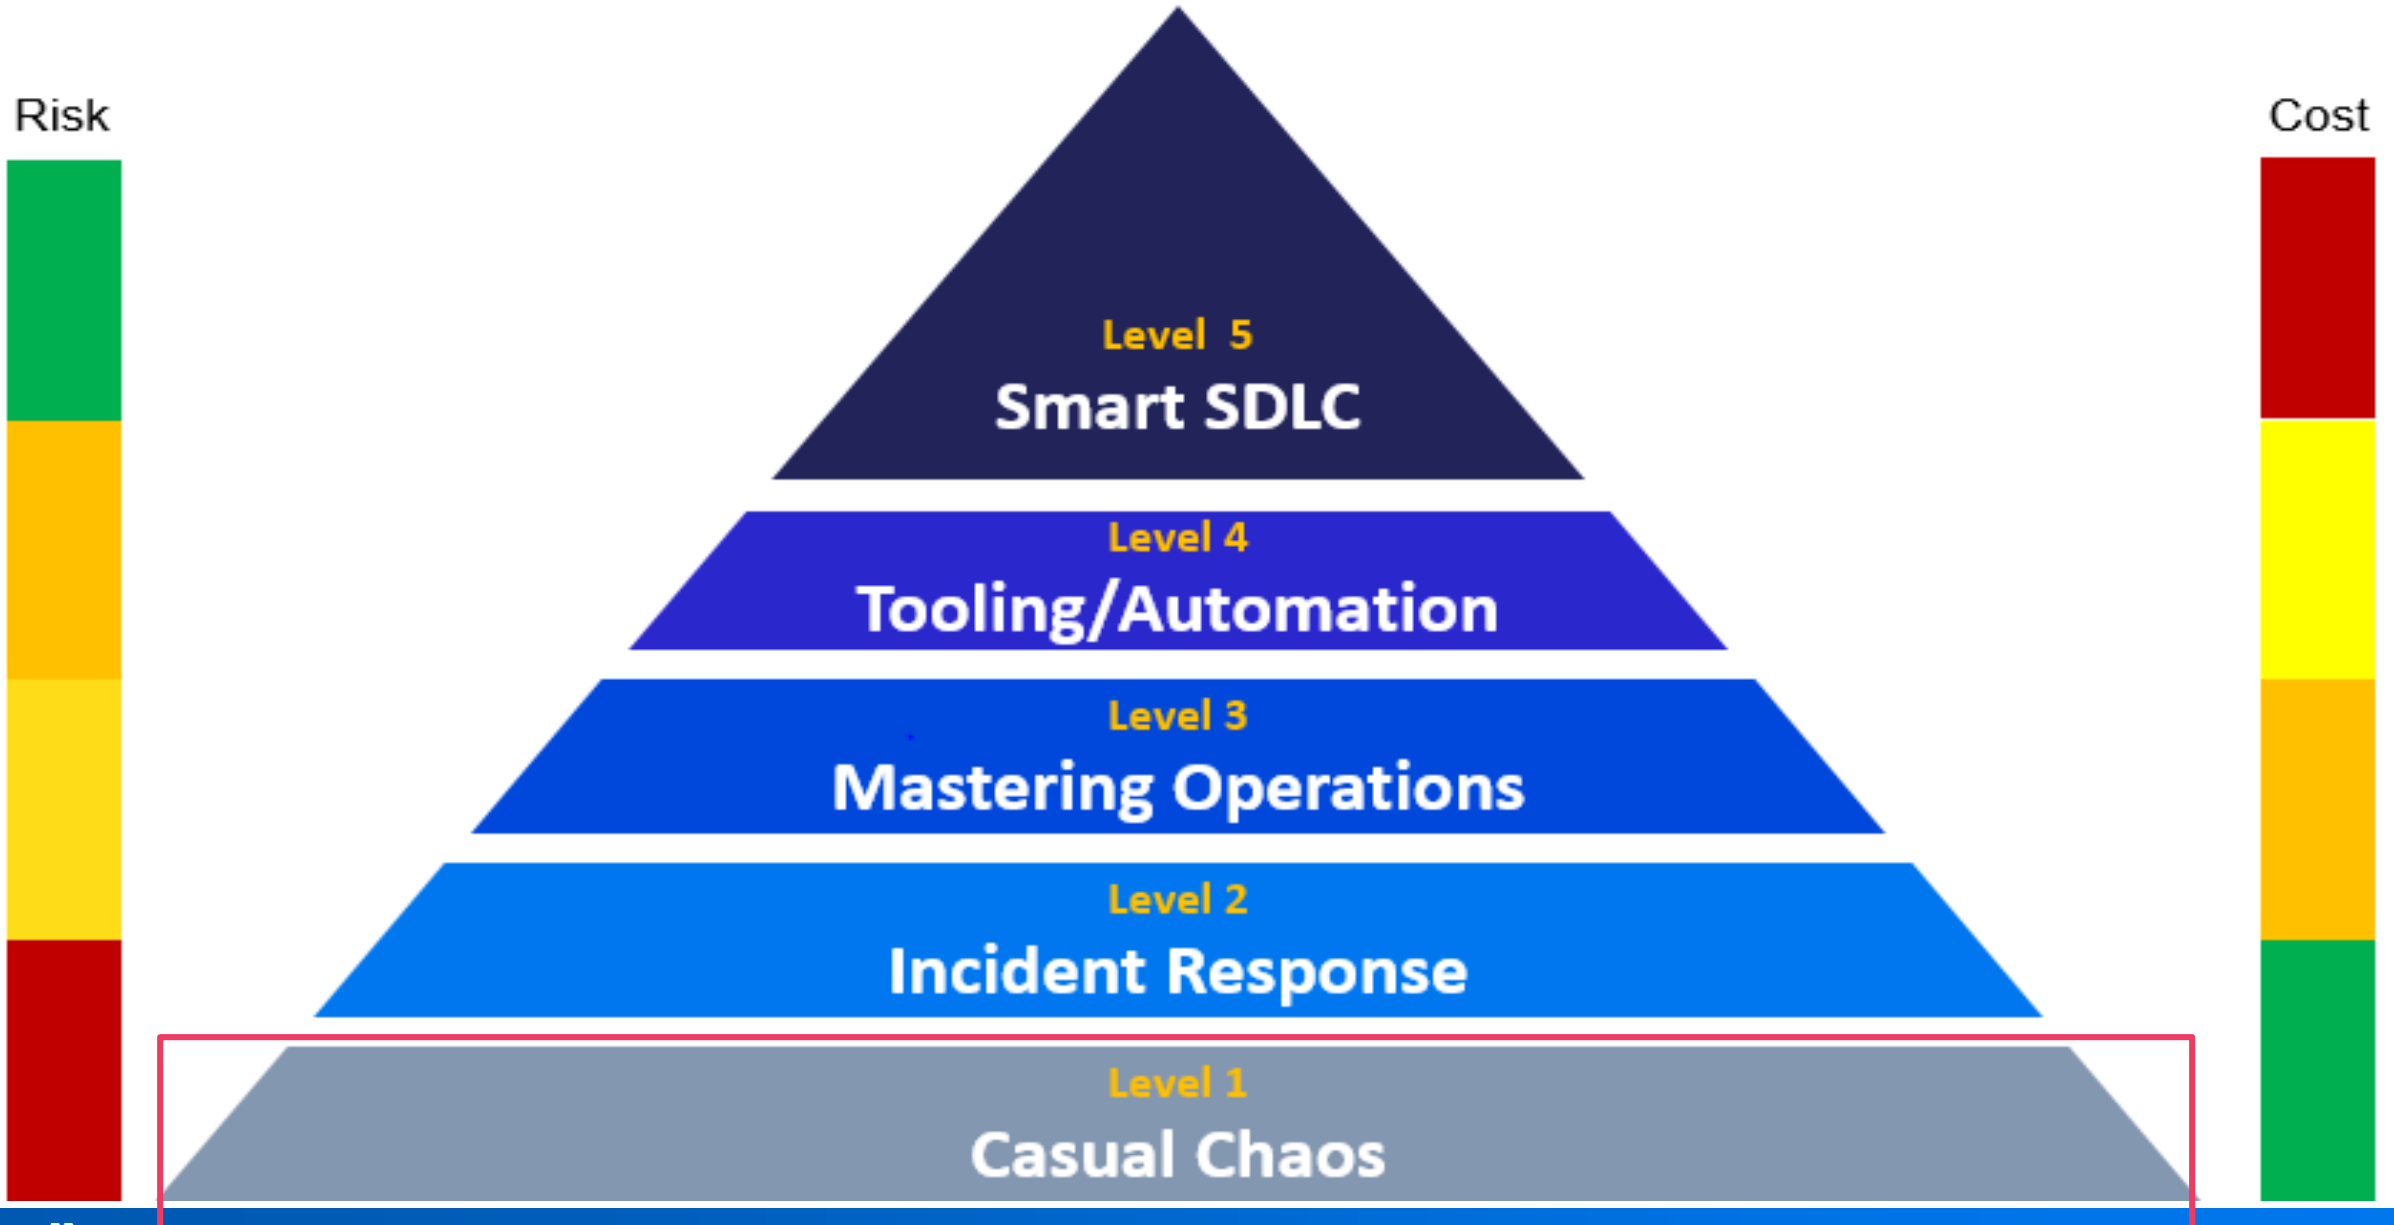 Risk
Cost
Level 5
Smart SDLC
Level 4
Tooling/Automation
Level 3
Mastering Operations
Level 2
Incident Response
Level 1
Casual Chaos